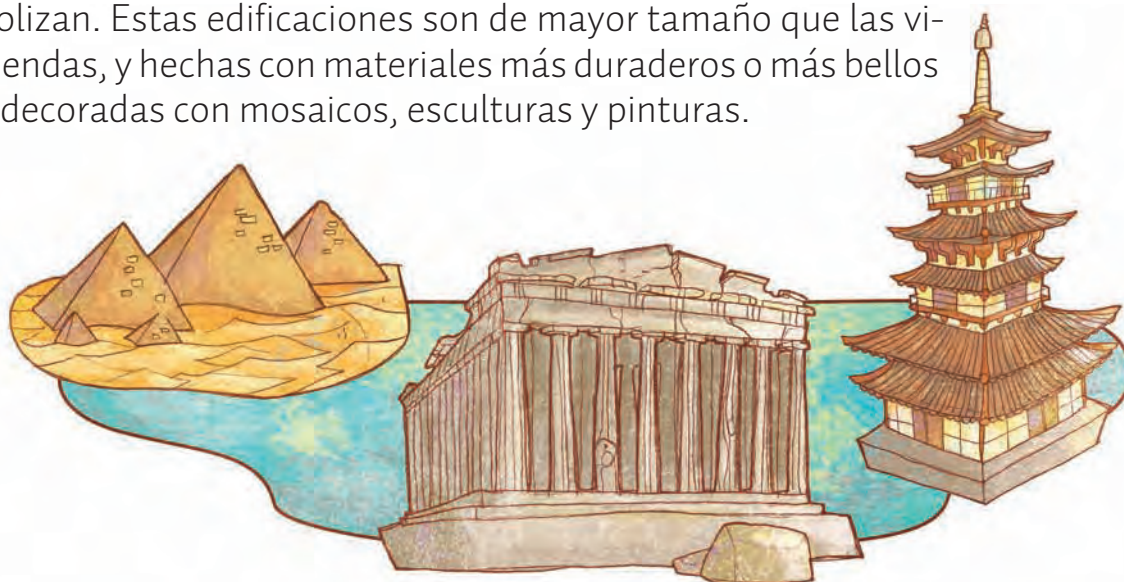 olizan. Estas edificaciones son de mayor tamaño que las vi-
endas, y hechas con materiales más duraderos o más bellos
decoradas con mosaicos, esculturas y pinturas.